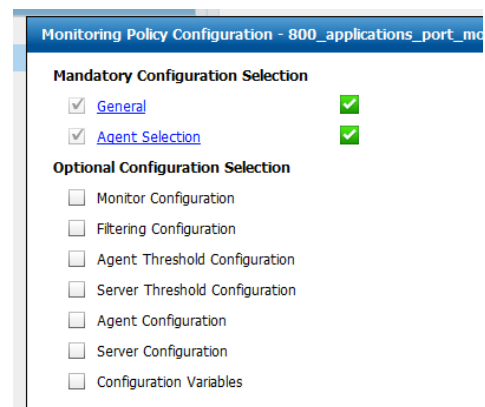 Monitoring Policy Configuration - 800_applications_port_mo
Mandatory Configuration Selection
General
Agent Selection
Optional Configuration Selection
Monitor Configuration
Filtering Configuration
Agent Threshold Configuration
Server Threshold Configuration
Agent Configuration
Server Configuration
Configuration Variables